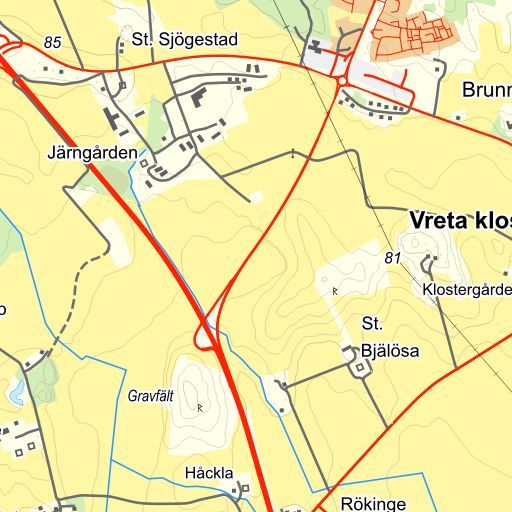 85
St. Sjögestad
Brunn
Järngården
Vreta klos
81
Klostergårde
St.
Bjälösa
Gravfält
Håckla
Rökinge